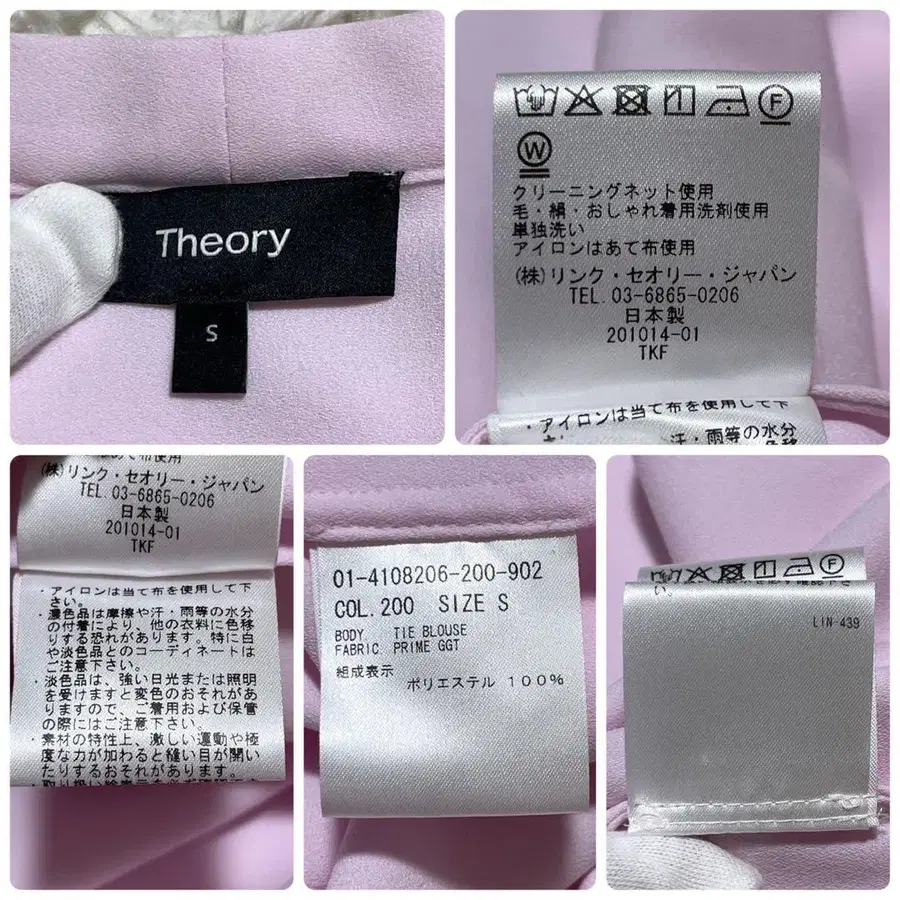 Theory
S
F
W
クリーニングネット使用
毛・絹・おしゃれ着用洗剤使用
単独洗い
アイロンはあて布使用
(株)リンク・セオリー・ジャパン
TEL.03-6865-0206
日本製
201014-01
TKF
・アイロンは当て布を使用して下
汗・雨等の水分
あて布使用
(株)リンク・セオリー・ジャパン
TEL.03-6865-0206
日本製
201014-01
TKF
・アイロンは当て布を使用して下
さい。
・濃色品は摩擦や汗・雨等の水分
の付着により、他の衣料に色移
りする恐れがあります。特に白
や淡色品とのコーディネートは
ご注意下さい。
・淡色品は、強い日光または照明
を受けますと変色のおそれがあ
りますので、ご着用および保管
の際にはご注意下さい。
・素材の特性上、激しい運動や極
度な力が加わると縫い目が開い
たりするおそれがあります。
01-4108206-200-902
COL.200 SIZE S
BODY. TIE BLOUSE
FABRIC. PRIME GGT
組成表示
ポリエステル 100%
い。
LIN-439